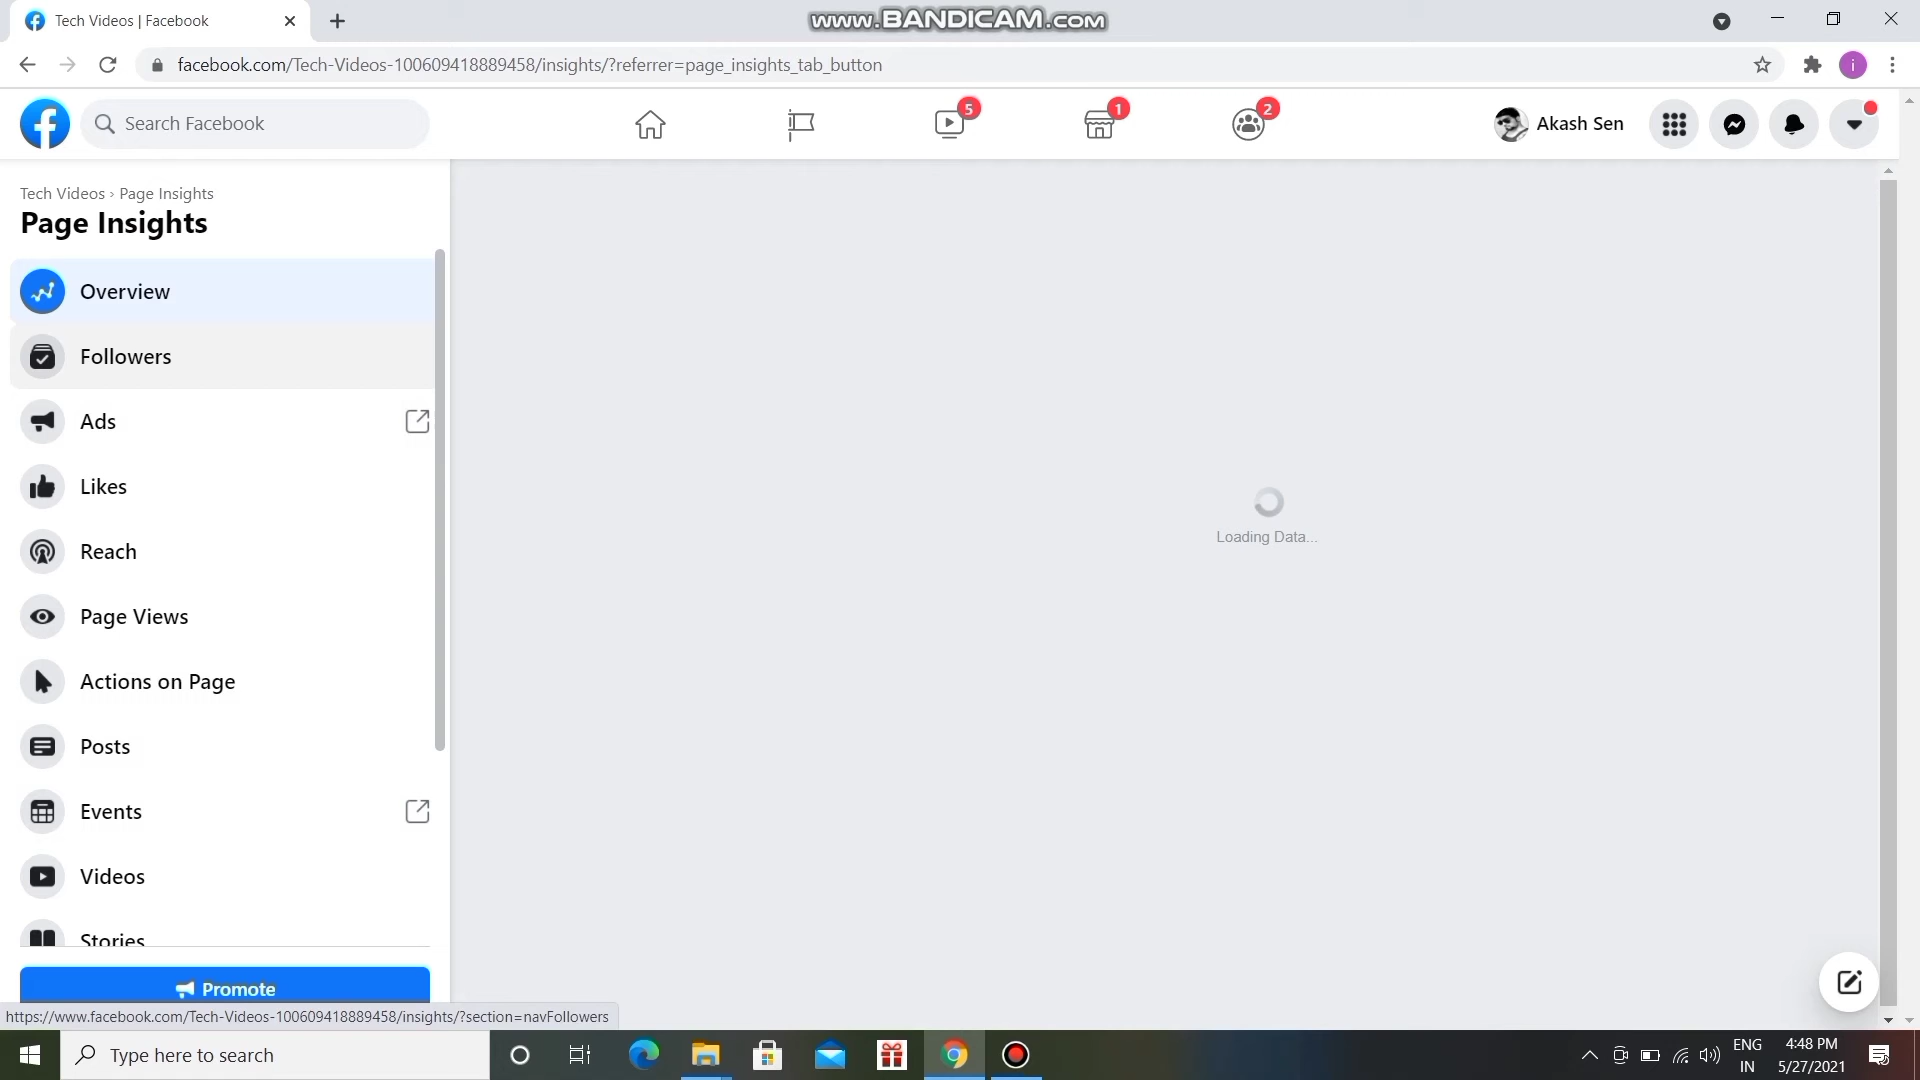 Tech Videos | Facebook
www.BANDICAM.com
facebook.com/Tech-Videos-100609418889458/insights/?referrer=page_insights_tab_button
Search Facebook
5
1
2
Akash Sen
i
Tech Videos › Page Insights
Page Insights
Overview
Followers
Ads
Likes
Reach
Page Views
Actions on Page
Posts
Events
Videos
Stories
Promote
Loading Data...
https://www.facebook.com/Tech-Videos-100609418889458/insights/?section=navFollowers
Type here to search
ENG
IN
4:48 PM
5/27/2021